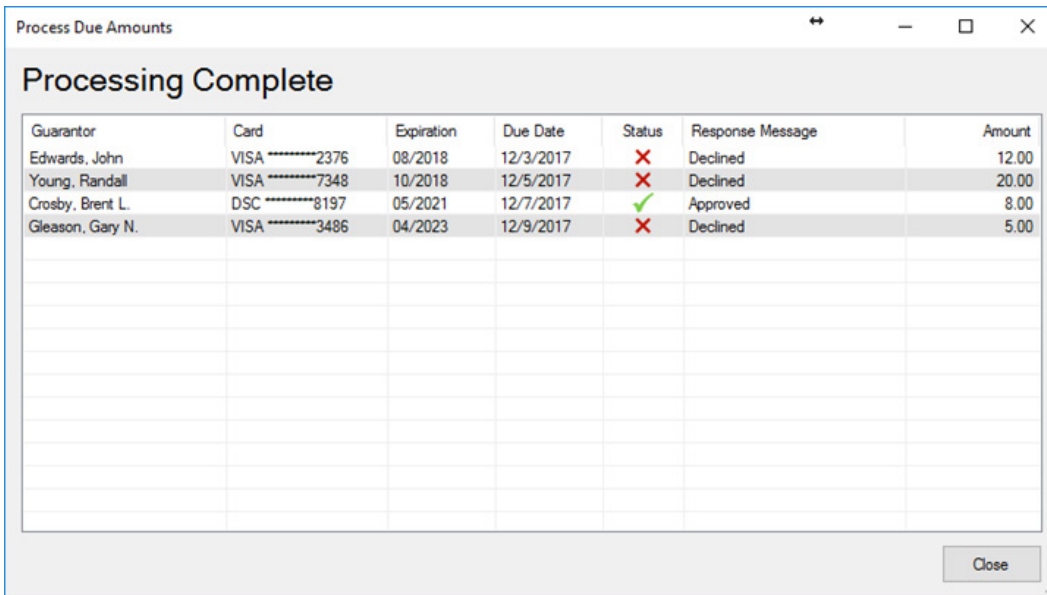 Process Due Amounts
Processing Complete
Guarantor Card Expiration Due Date Status Response Message Amount
Edwards, John VISA *********2376 08/2018 12/3/2017 Declined 12.00
Young, Randall VISA *********7348 10/2018 12/5/2017 Declined 20.00
Crosby, Brent L. DSC *********8197 05/2021 12/7/2017 Approved 8.00
Gleason, Gary N. VISA *********3486 04/2023 12/9/2017 Declined 5.00
Close